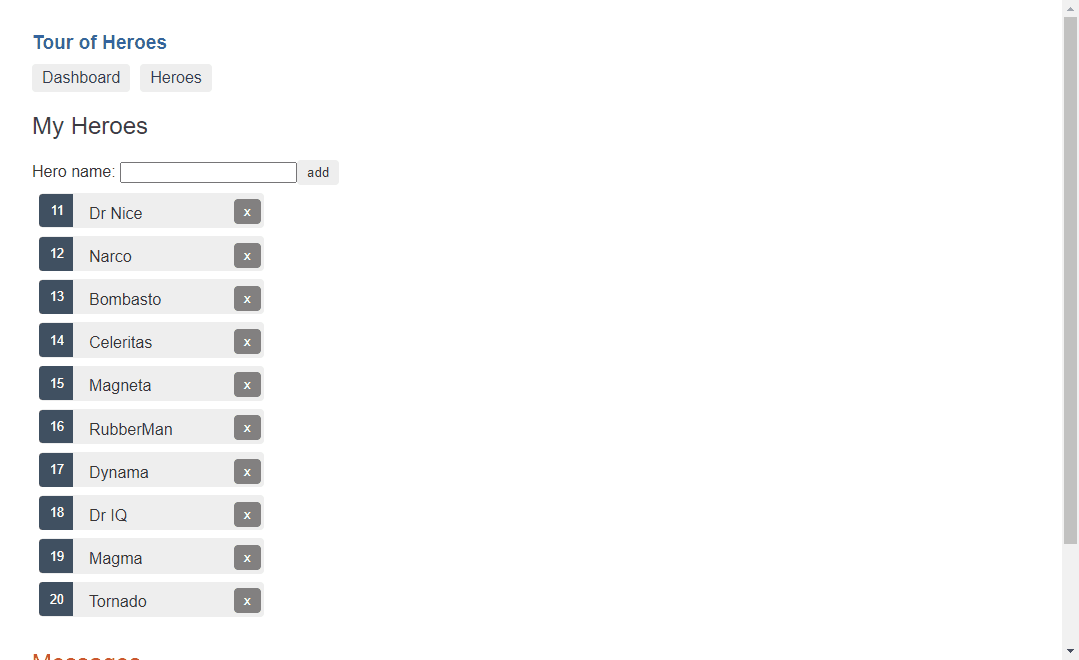 Tour of Heroes
Dashboard Heroes
My Heroes
Hero name: add
11 Dr Nice x
12 Narco x
13 Bombasto x
14 Celeritas x
15 Magneta x
16 RubberMan x
17 Dynama x
18 Dr IQ x
19 Magma x
20 Tornado x
Messages